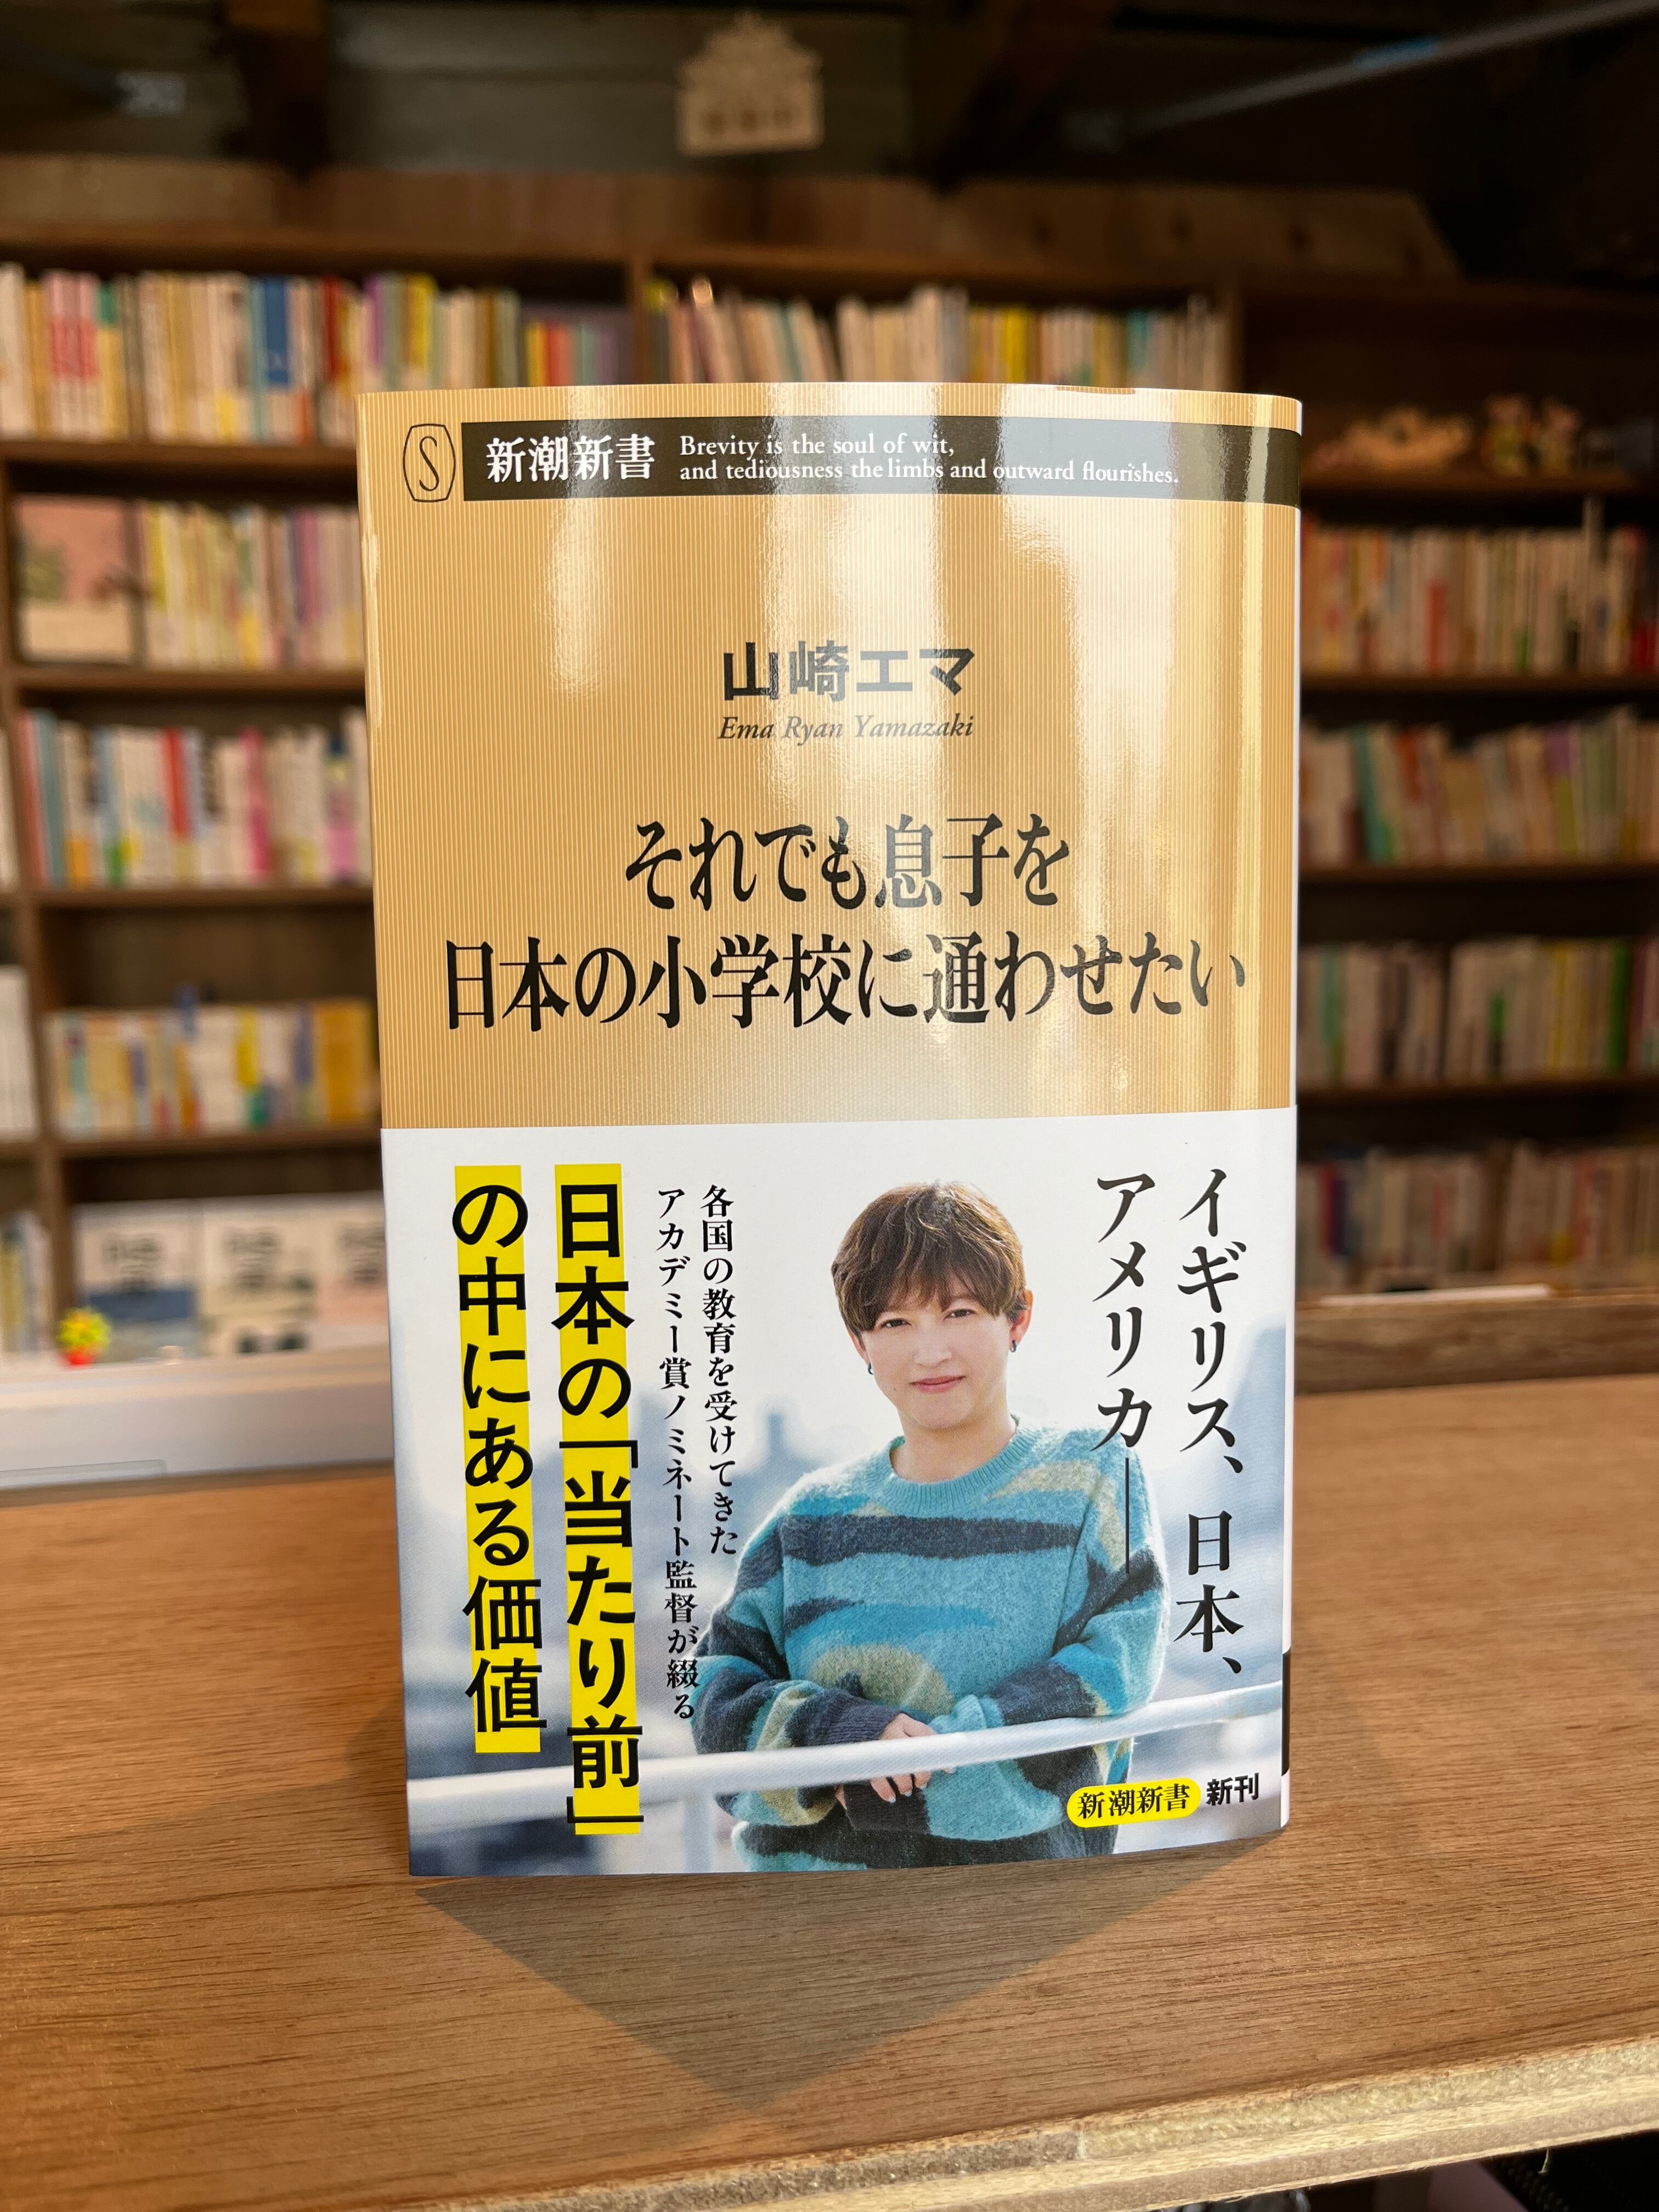 S
新潮新書
Brevity is the soul of wit,
and tediousness the limbs and outward flourishes.
山崎エマ
Ema Ryan Yamazaki
それでも息子を
日本の小学校に通わせたい
イギリス、日本、
アメリカ――
各国の教育を受けてきた
アカデミー賞ノミネート監督が綴る
日本の「当たり前」
の中にある価値
新潮新書 新刊